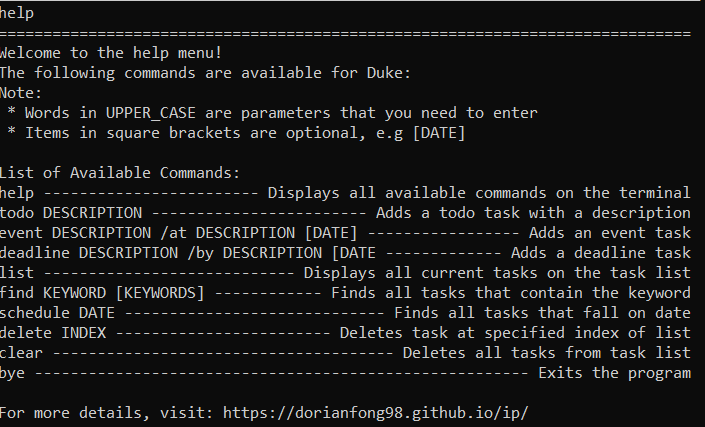 help
=============================================================================
Welcome to the help menu!
The following commands are available for Duke:
Note:
 * Words in UPPER_CASE are parameters that you need to enter
 * Items in square brackets are optional, e.g [DATE]

List of Available Commands:
help ------------------------ Displays all available commands on the terminal
todo DESCRIPTION ------------------------ Adds a todo task with a description
event DESCRIPTION /at DESCRIPTION [DATE] ----------------- Adds an event task
deadline DESCRIPTION /by DESCRIPTION [DATE ------------- Adds a deadline task
list ---------------------------- Displays all current tasks on the task list
find KEYWORD [KEYWORDS] ------------ Finds all tasks that contain the keyword
schedule DATE ----------------------------- Finds all tasks that fall on date
delete INDEX ------------------------ Deletes task at specified index of list
clear -------------------------------------- Deletes all tasks from task list
bye ------------------------------------------------------- Exits the program

For more details, visit: https://dorianfong98.github.io/ip/